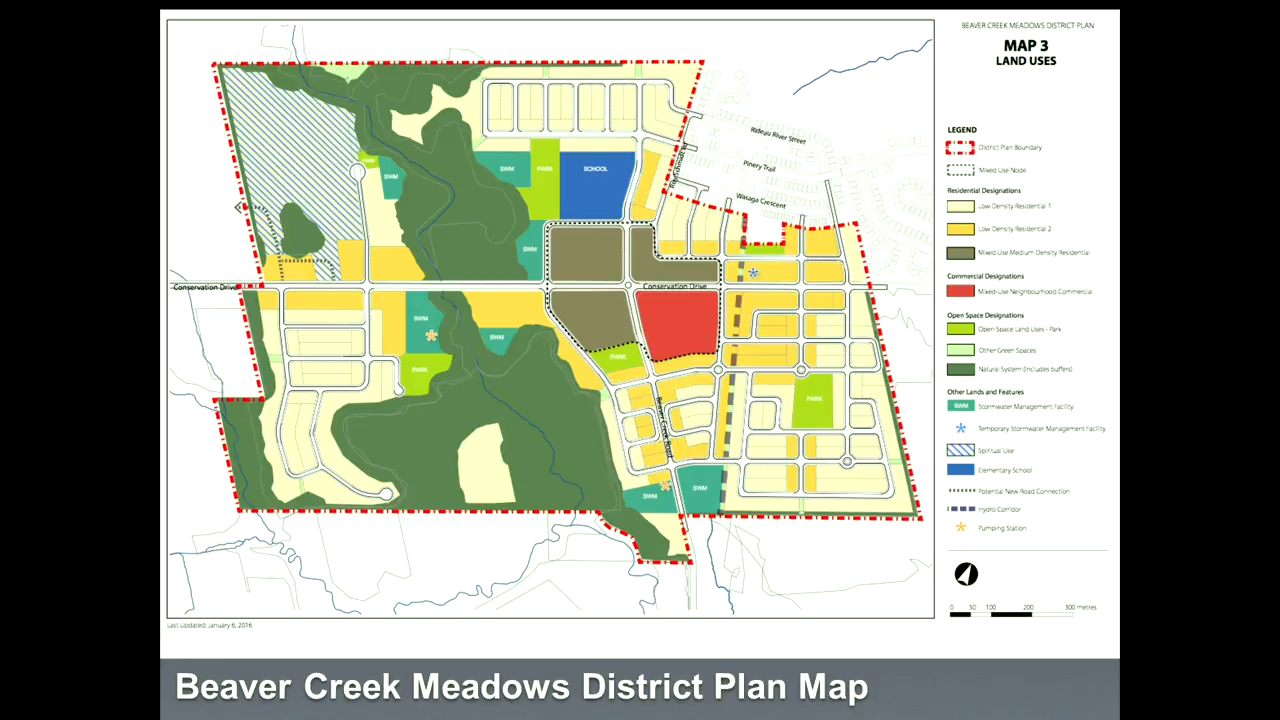 BEAVER CREEK MEADOWS DISTRICT PLAN
MAP 3
LAND USES
Rideau River Street
Pinery Trail
Wasaga Crescent
PARK
SWM
SWM
PARK
SCHOOL
SWM
Conservation Drive
Conservation Drive
SWM
SWM
PARK
PARK
PARK
Beaver Creek Road
SWM
SWM
LEGEND
District Plan Boundary
Mixed Use Node
Residential Designations
Low Density Residential 1
Low Density Residential 2
Mixed Use Medium Density Residential
Commercial Designations
Mixed-Use Neighbourhood Commercial
Open Space Designations
Open Space Land Uses - Park
Other Green Spaces
Natural System (includes buffers)
Other Lands and Features
SWM Stormwater Management Facility
Temporary Stormwater Management Facility
Spiritual Use
Elementary School
Potential New Road Connection
Hydro Corridor
Pumping Station
0 50 100 200 300 metres
Last Updated: January 6, 2016
Beaver Creek Meadows District Plan Map